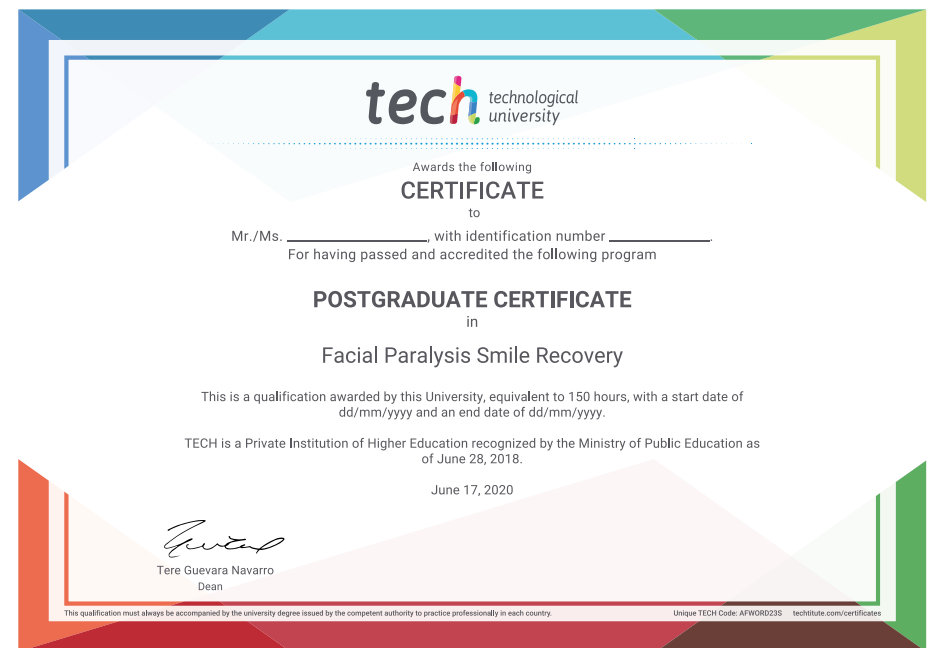 tech technological
university
Awards the following
CERTIFICATE
to
Mr./Ms. ____________, with identification number ____________.
For having passed and accredited the following program
POSTGRADUATE CERTIFICATE
in
Facial Paralysis Smile Recovery
This is a qualification awarded by this University, equivalent to 150 hours, with a start date of
dd/mm/yyyy and an end date of dd/mm/yyyy.
TECH is a Private Institution of Higher Education recognized by the Ministry of Public Education as
of June 28, 2018.
June 17, 2020
Tere Guevara Navarro
Dean
This qualification must always be accompanied by the university degree issued by the competent authority to practice professionally in each country. Unique TECH Code: AFWORD23S techtitute.com/certificates